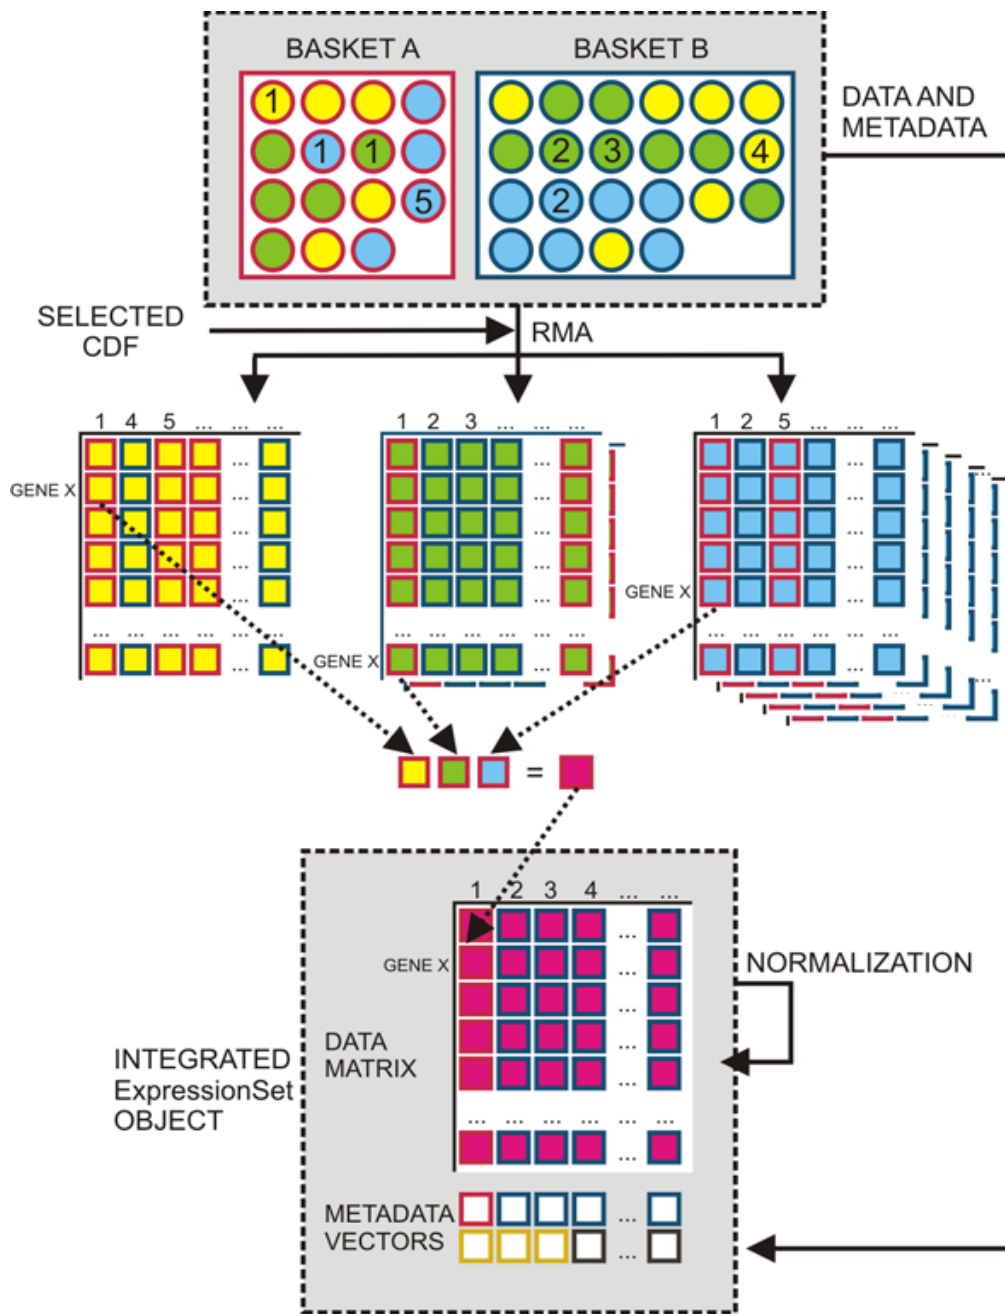 BASKET A
BASKET B
1
1 1 2 3 4
5 2
DATA AND
METADATA
SELECTED
CDF
RMA
1 4 5 ... ... ...
1 2 3 ... ... ...
1 2 5 ... ... ...
...
...
...
GENE X
...
...
...
...
...
...
...
...
...
...
...
...
GENE X
... ... ... ... ... ...
... ... ... ... ... ...
... ... ... ... ... ...
GENE X
...
...
...
=
1 2 3 4 ... ...
...
GENE X
...
...
...
...
DATA
MATRIX
... ... ... ... ... ...
...
NORMALIZATION
INTEGRATED
ExpressionSet
OBJECT
METADATA
VECTORS
...
...